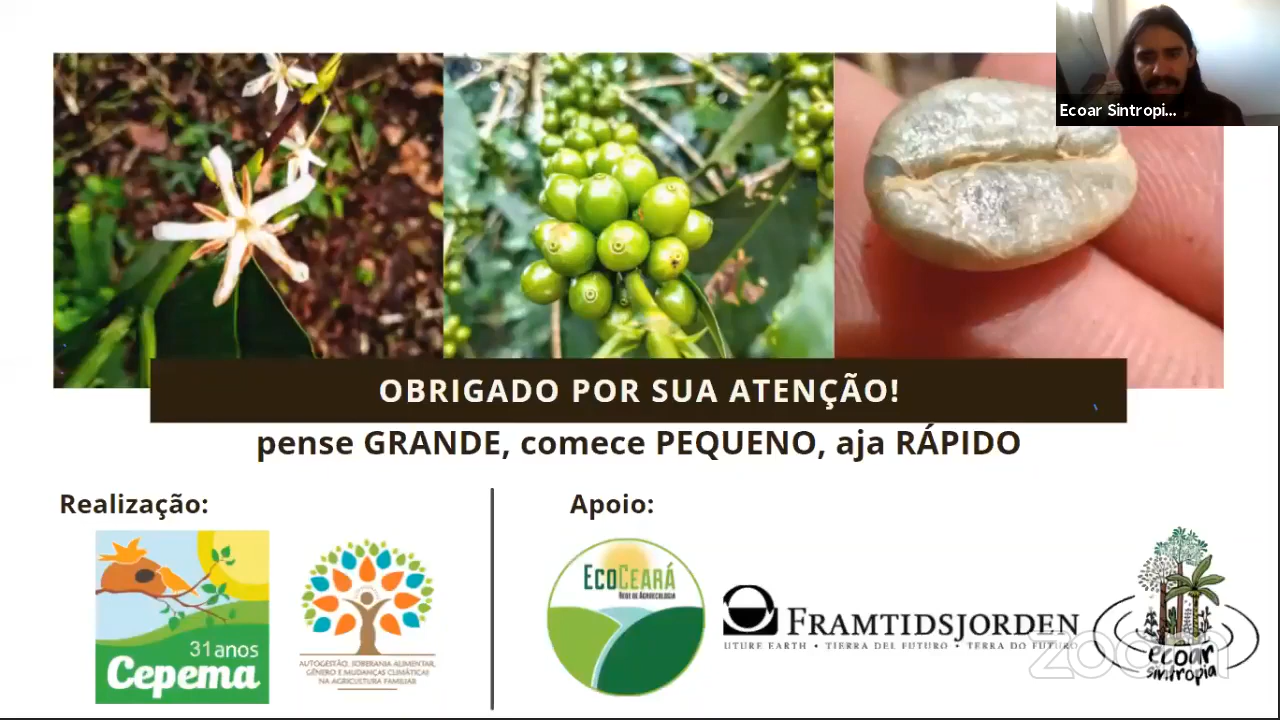 Ecoar Sintropi...
OBRIGADO POR SUA ATENÇÃO!
pense GRANDE, comece PEQUENO, aja RÁPIDO
Realização:
Apoio:
31 anos
Cepema
AUTOGESTÃO, SOBERANIA ALIMENTAR,
GÊNERO E MUDANÇAS CLIMÁTICAS
NA AGRICULTURA FAMILIAR
ECOCEARÁ
REDE DE AGROECOLOGIA
FRAMTIDSJORDEN
UTURE EARTH • TIERRA DEL FUTURO • TERRA DO FUTURO
ecoar
sintropia
zoom